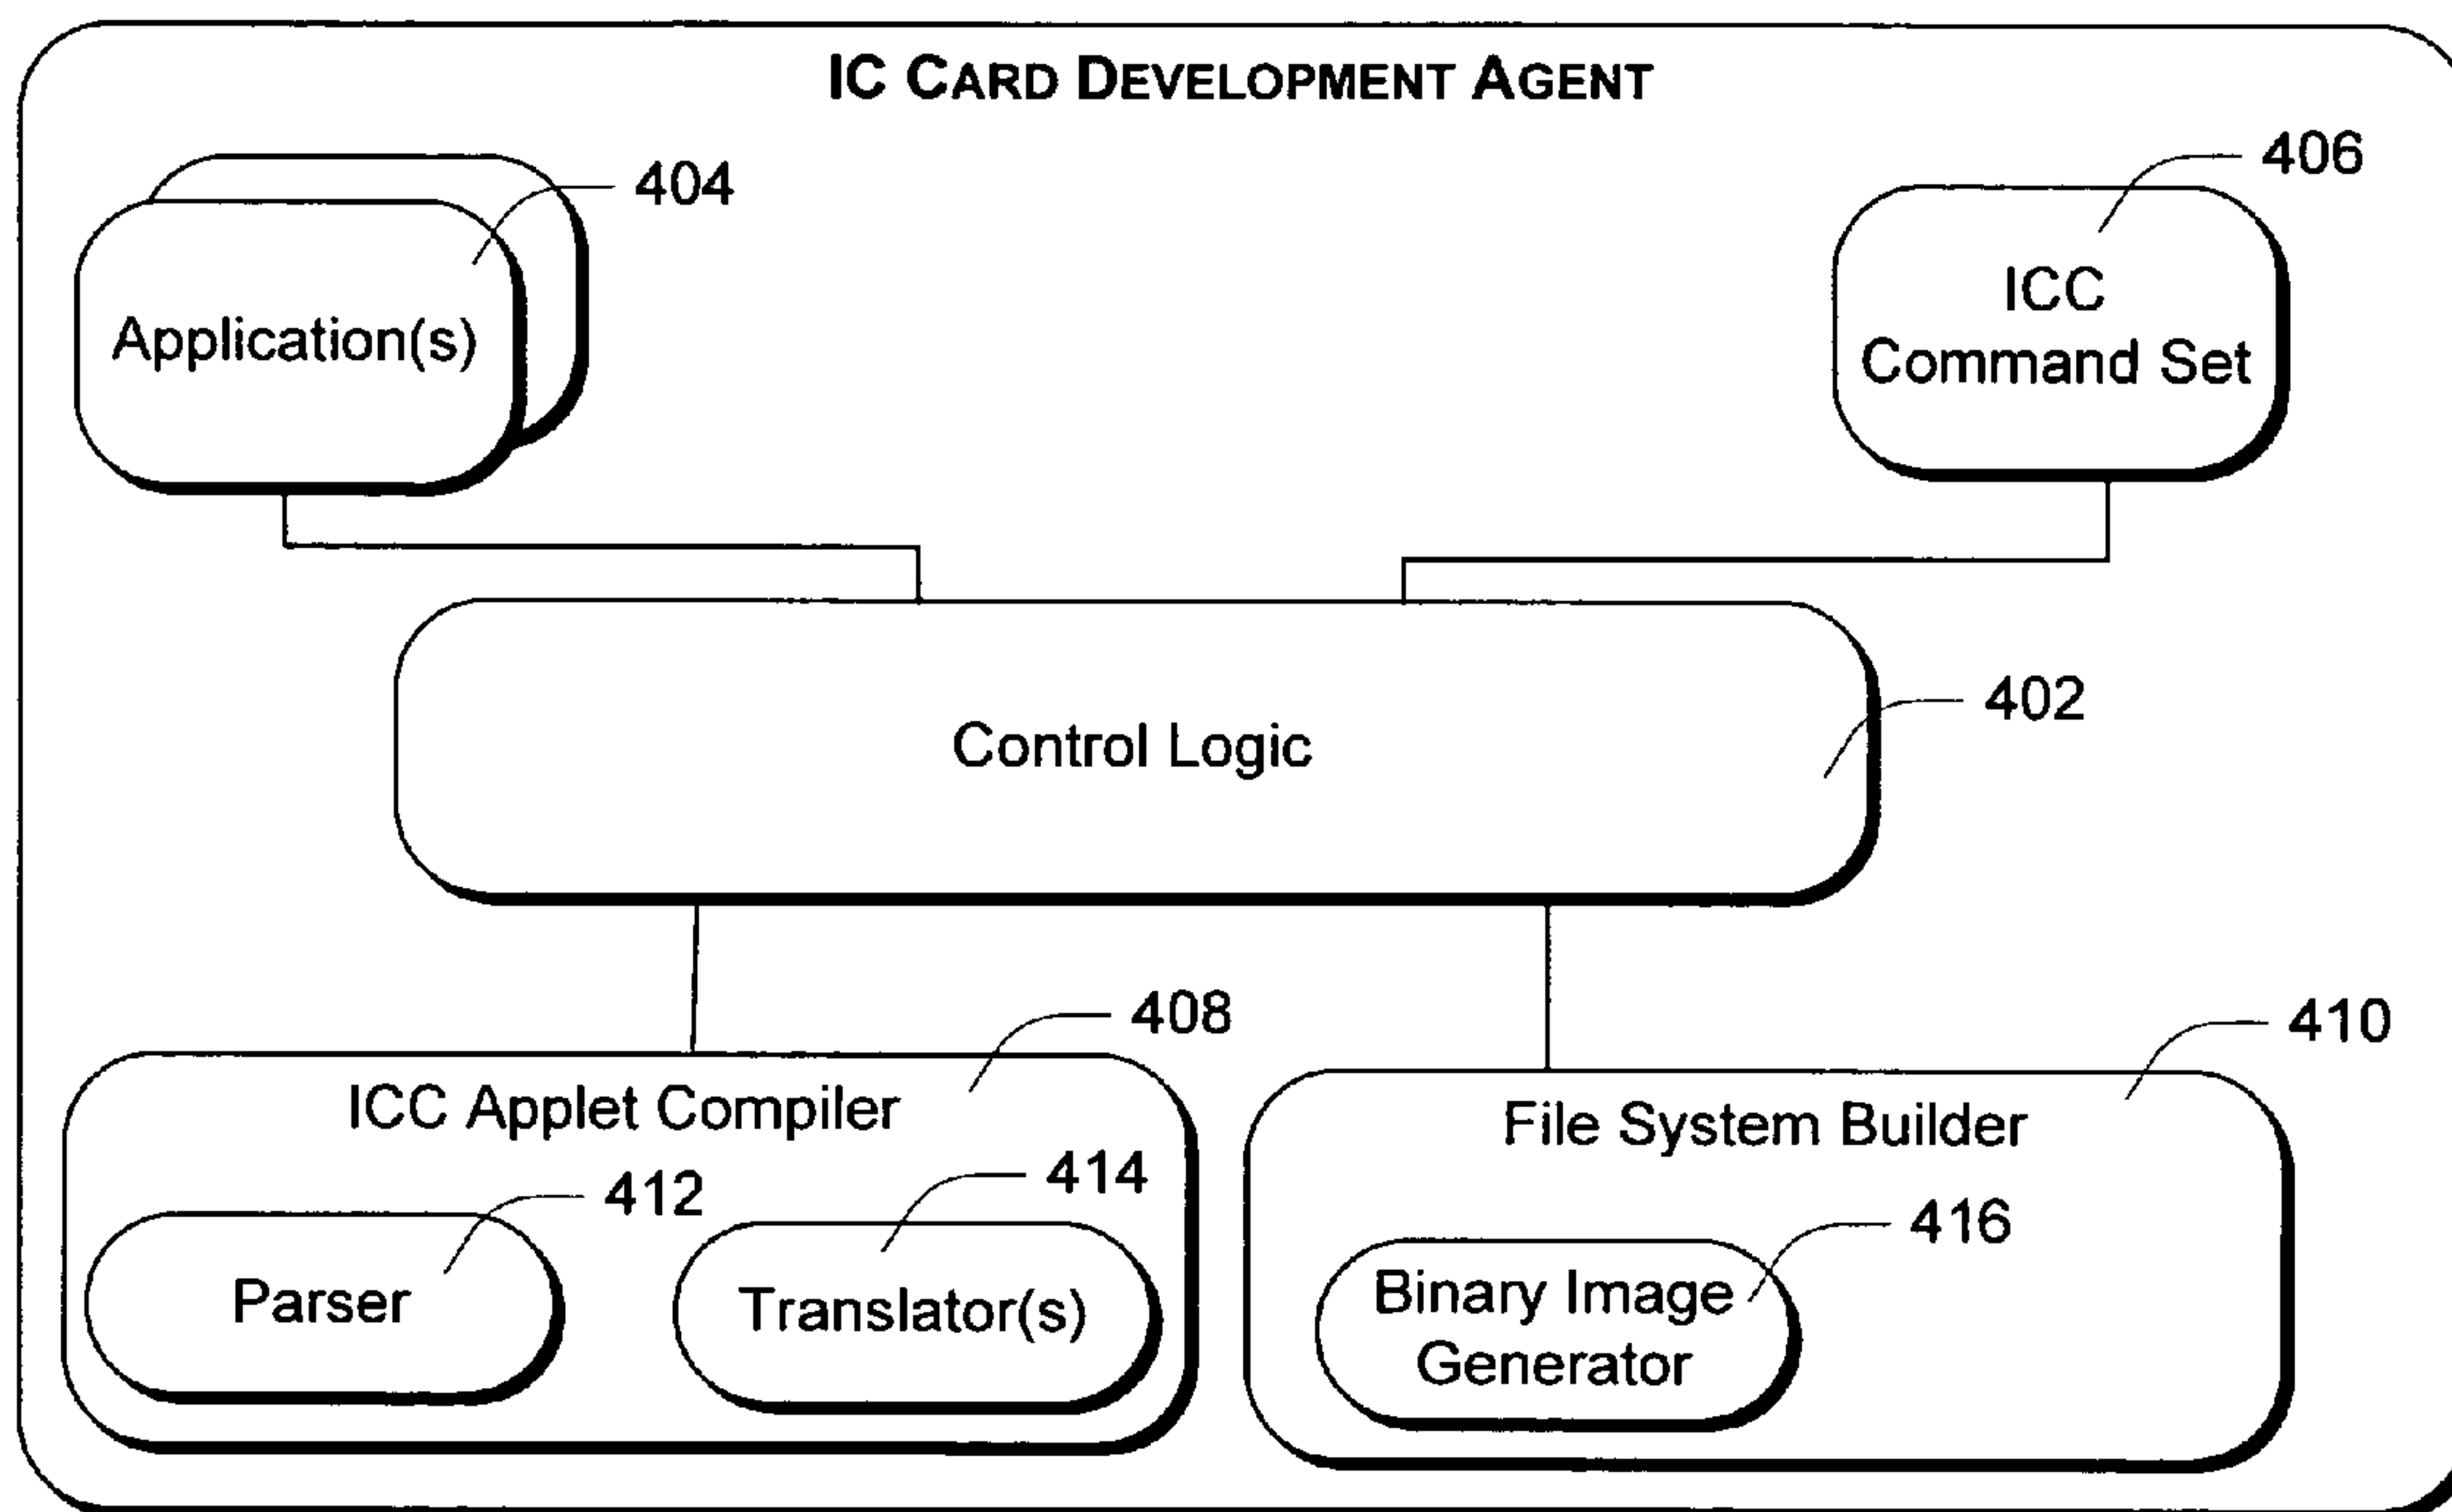 IC CARD DEVELOPMENT AGENT
404
406
Application(s)
ICC
Command Set
402
Control Logic
408
410
ICC Applet Compiler
File System Builder
412
414
416
Parser
Translator(s)
Binary Image
Generator